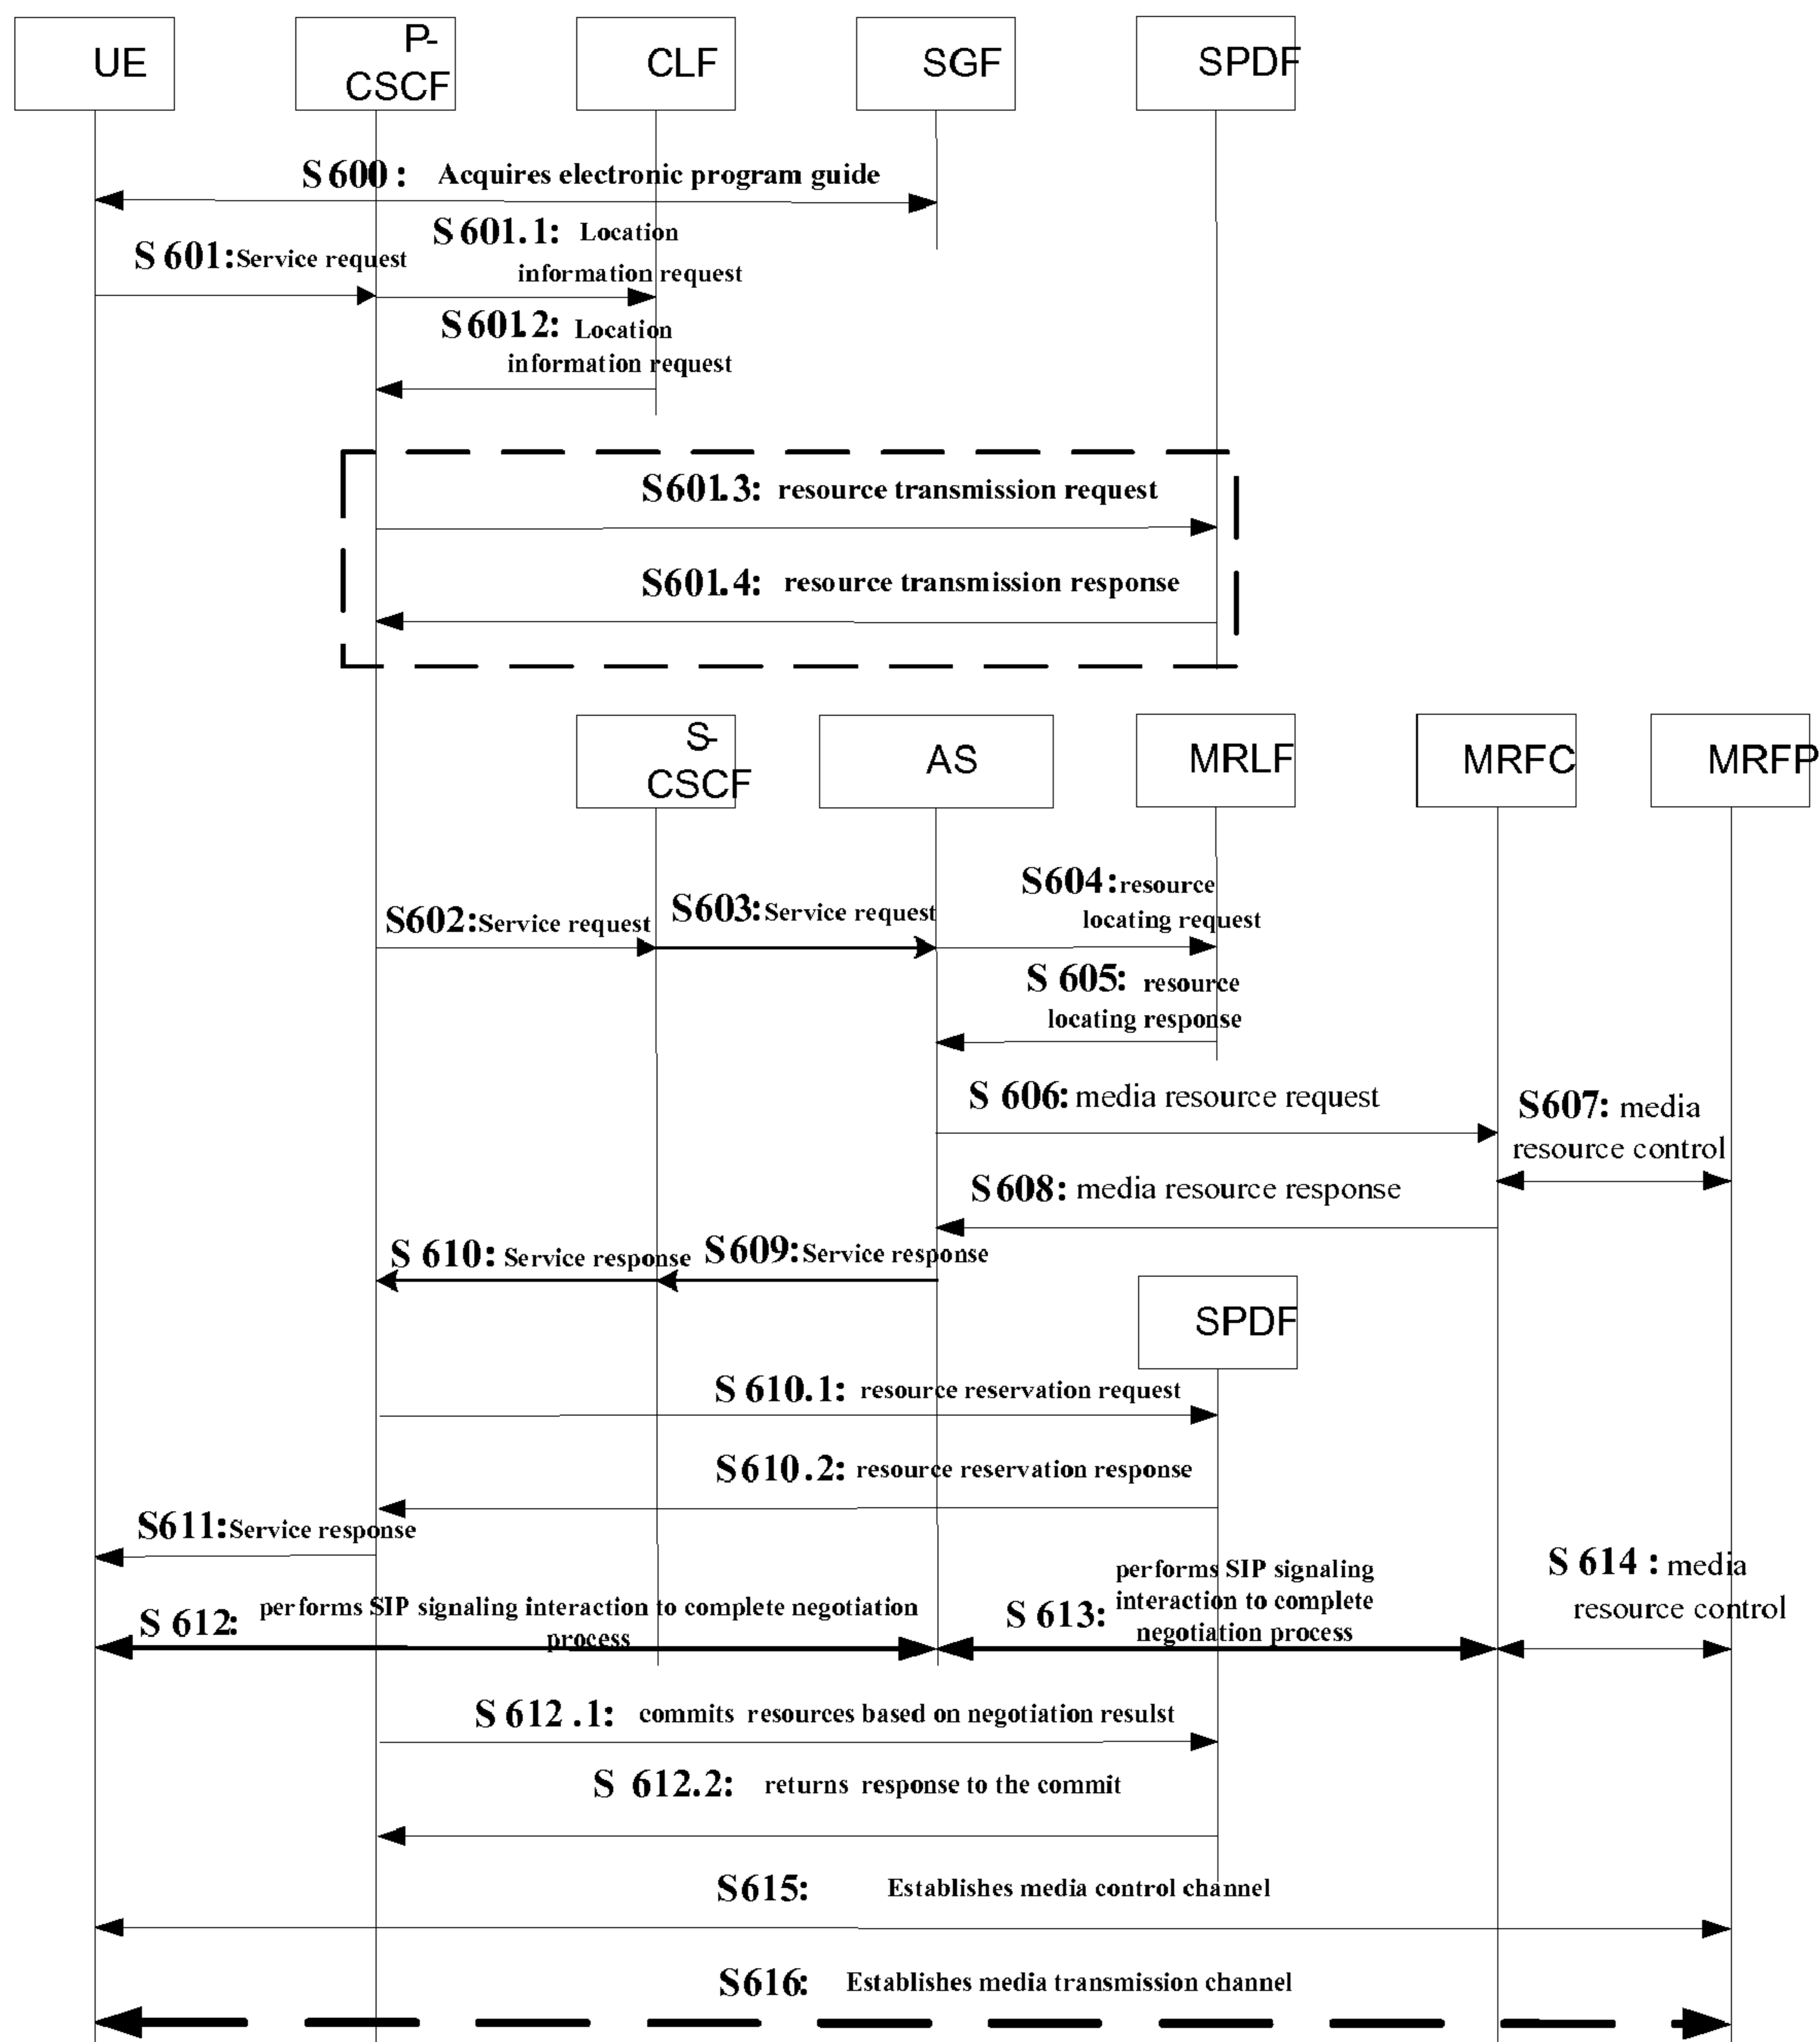 UE
P-
CSCF
CLF
SGF
SPDF
S600: Acquires electronic program guide
S601:Service request
S601.1: Location
information request
S601.2: Location
information request
S601.3: resource transmission request
S601.4: resource transmission response
S-
CSCF
AS
MRLF
MRFC
MRFP
S602:Service request
S603:Service request
S604:resource
locating request
S 605: resource
locating response
S 606: media resource request
S607: media
resource control
S608: media resource response
S 610: Service response
S609:Service response
SPDF
S 610.1: resource reservation request
S610.2: resource reservation response
S611:Service response
S 612: performs SIP signaling interaction to complete negotiation
process
S 613: performs SIP signaling
interaction to complete
negotiation process
S 614 : media
resource control
S 612 .1: commits resources based on negotiation resulst
S 612.2: returns response to the commit
S615: Establishes media control channel
S616: Establishes media transmission channel